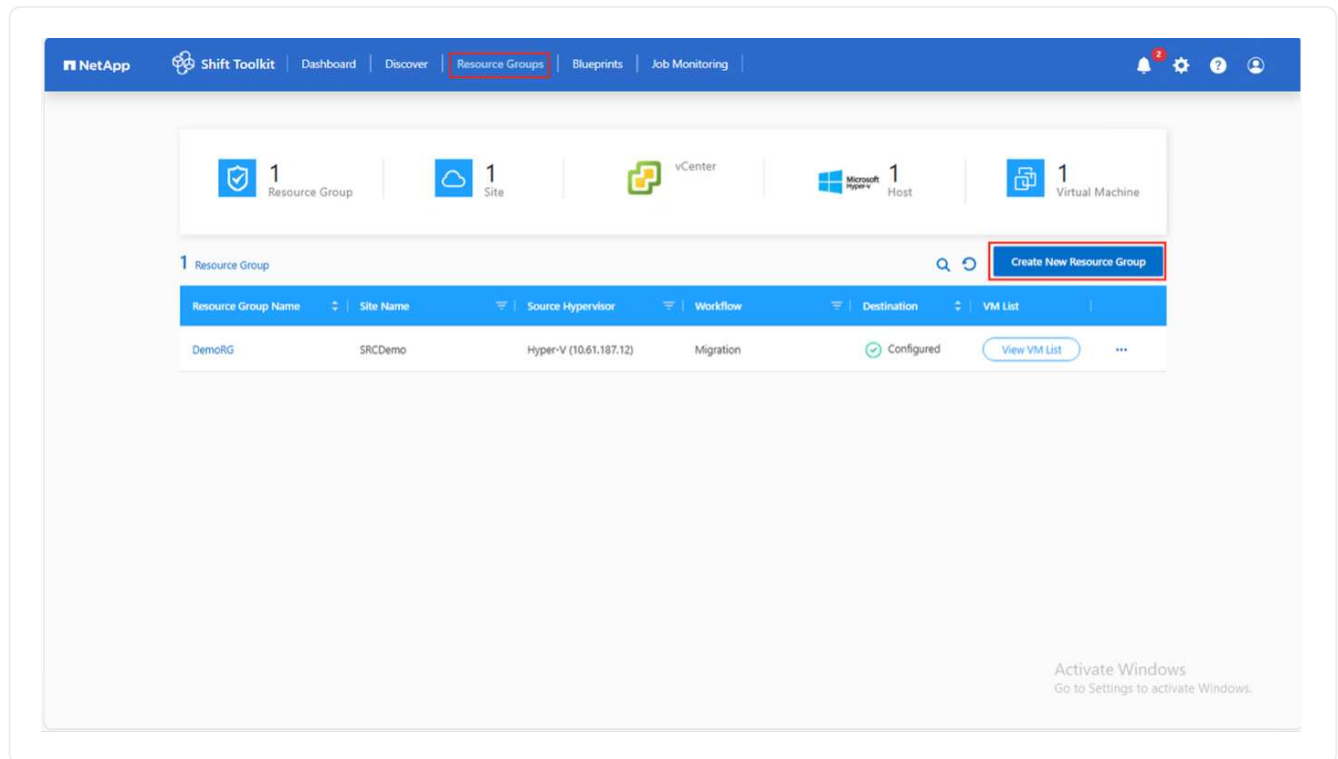 NetApp Shift Toolkit Dashboard Discover Resource Groups Blueprints Job Monitoring 2
1 Resource Group
1 Site
vCenter
Microsoft Hyper-V 1 Host
1 Virtual Machine
1 Resource Group Create New Resource Group
Resource Group Name Site Name Source Hypervisor Workflow Destination VM List
DemoRG SRCDemo Hyper-V (10.61.187.12) Migration Configured View VM List ...
Activate Windows
Go to Settings to activate Windows.